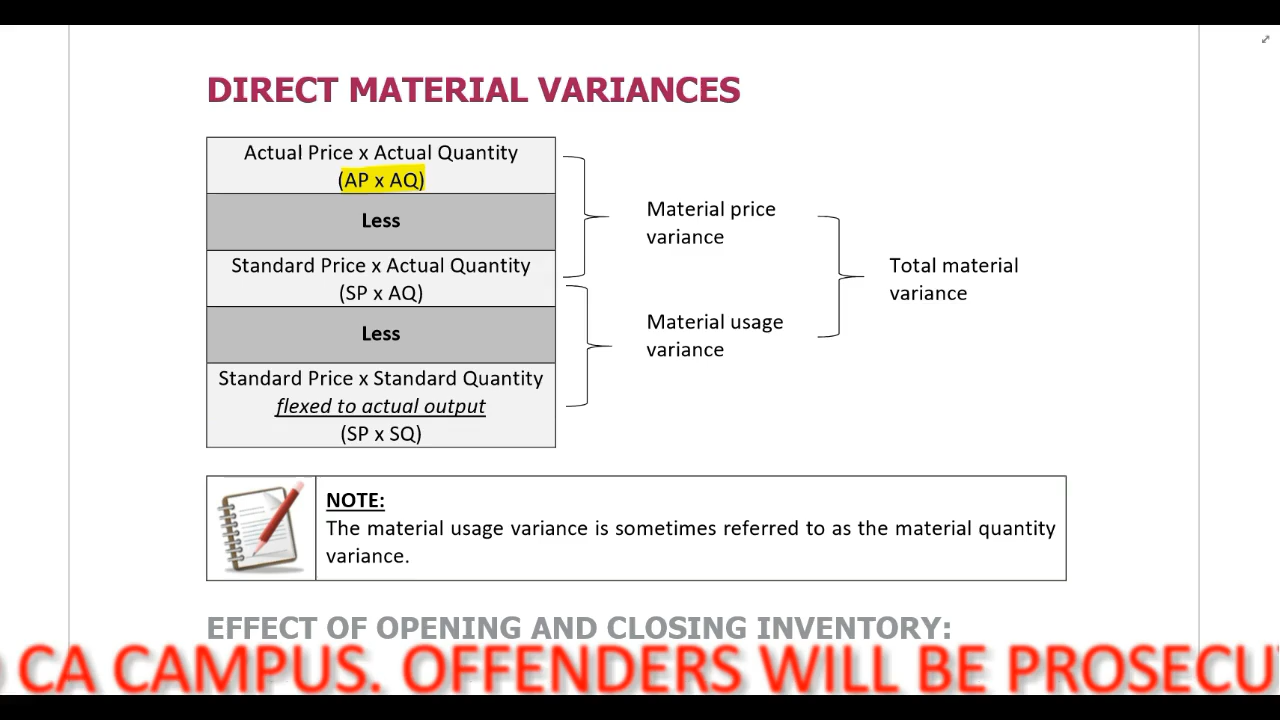 DIRECT MATERIAL VARIANCES
Actual Price x Actual Quantity
(AP x AQ)
Less
Standard Price x Actual Quantity
(SP x AQ)
Less
Standard Price x Standard Quantity
flexed to actual output
(SP x SQ)
Material price
variance
Material usage
variance
Total material
variance
NOTE:
The material usage variance is sometimes referred to as the material quantity
variance.
EFFECT OF OPENING AND CLOSING INVENTORY:
CA CAMPUS. OFFENDERS WILL BE PROSECU